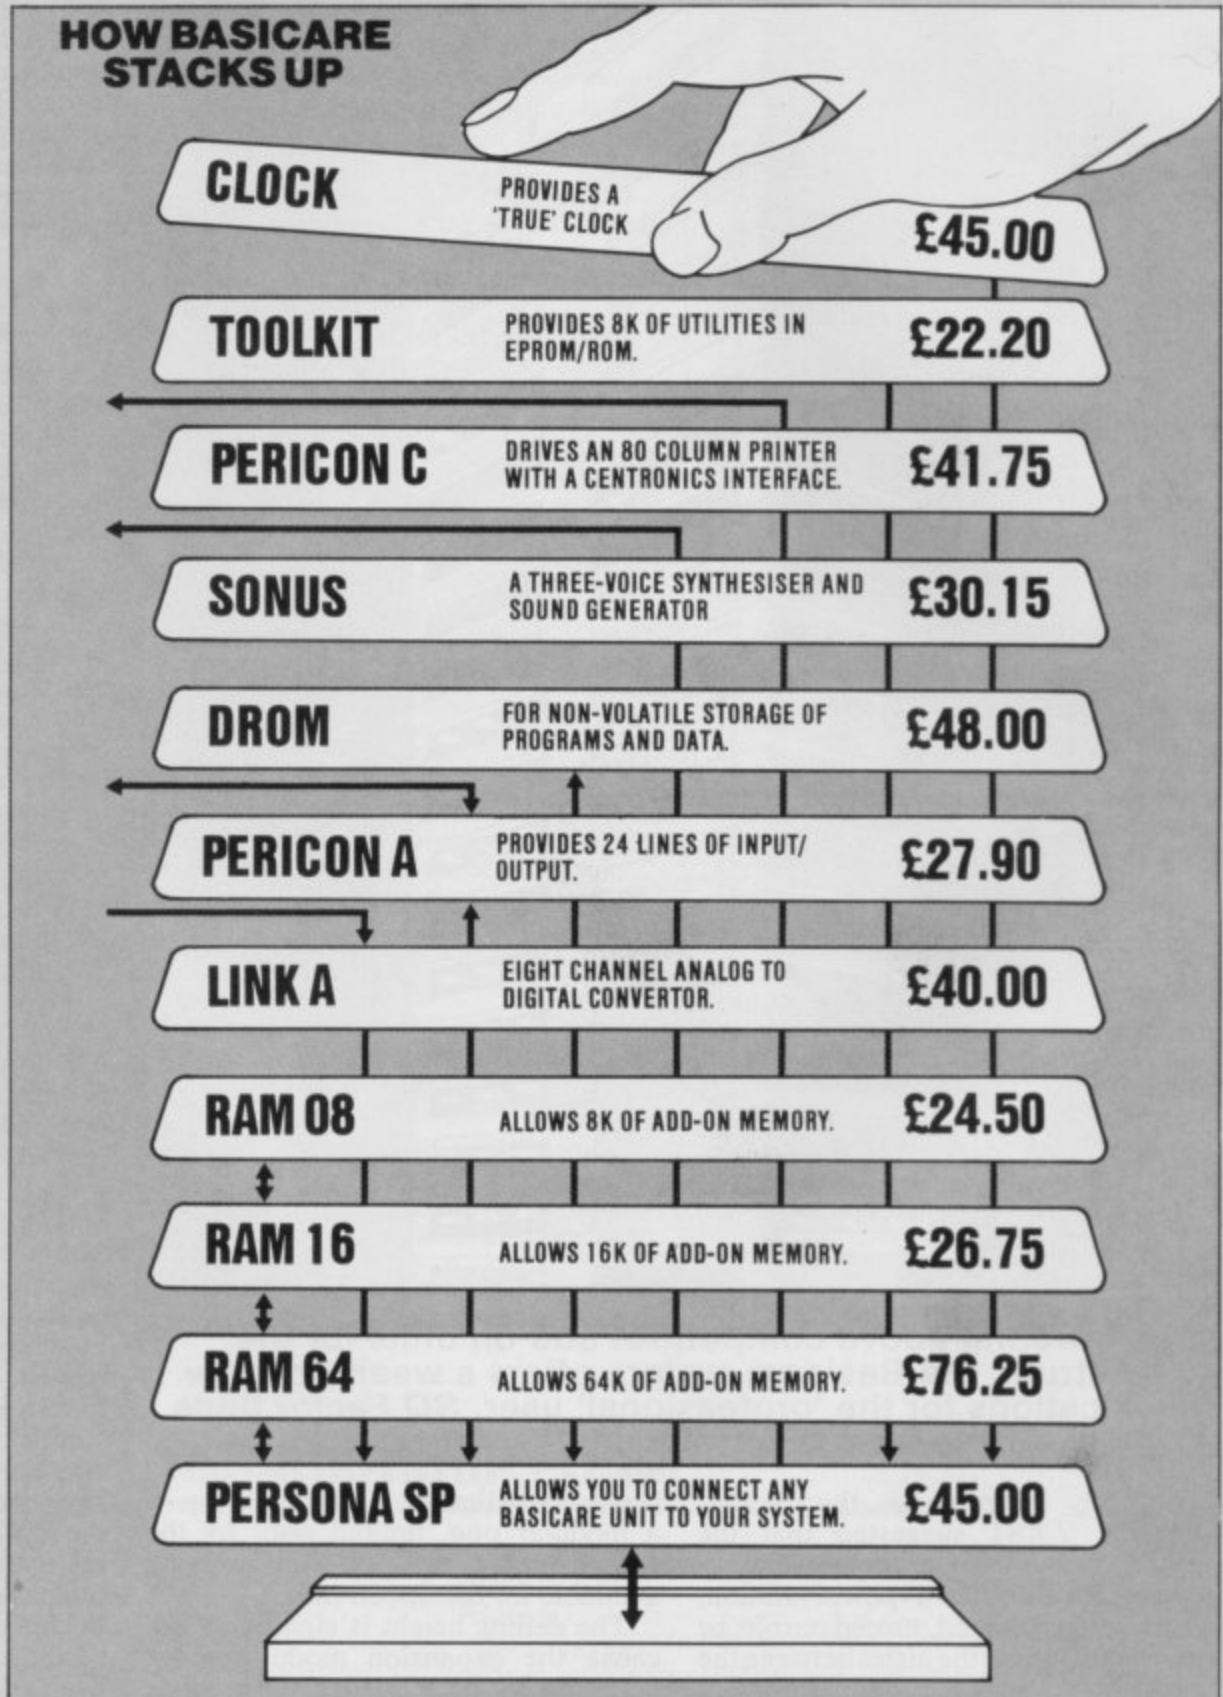 HOW BASICARE
STACKS UP
CLOCK
PROVIDES A
'TRUE' CLOCK
£45.00
TOOLKIT
PROVIDES 8K OF UTILITIES IN
EPROM/ROM.
£22.20
PERICON C
DRIVES AN 80 COLUMN PRINTER
WITH A CENTRONICS INTERFACE.
£41.75
SONUS
A THREE-VOICE SYNTHESISER AND
SOUND GENERATOR
£30.15
DROM
FOR NON-VOLATILE STORAGE OF
PROGRAMS AND DATA.
£48.00
PERICON A
PROVIDES 24 LINES OF INPUT/
OUTPUT.
£27.90
LINK A
EIGHT CHANNEL ANALOG TO
DIGITAL CONVERTOR.
£40.00
RAM 08
ALLOWS 8K OF ADD-ON MEMORY.
£24.50
RAM 16
ALLOWS 16K OF ADD-ON MEMORY.
£26.75
RAM 64
ALLOWS 64K OF ADD-ON MEMORY.
£76.25
PERSONA SP
ALLOWS YOU TO CONNECT ANY
BASICARE UNIT TO YOUR SYSTEM.
£45.00